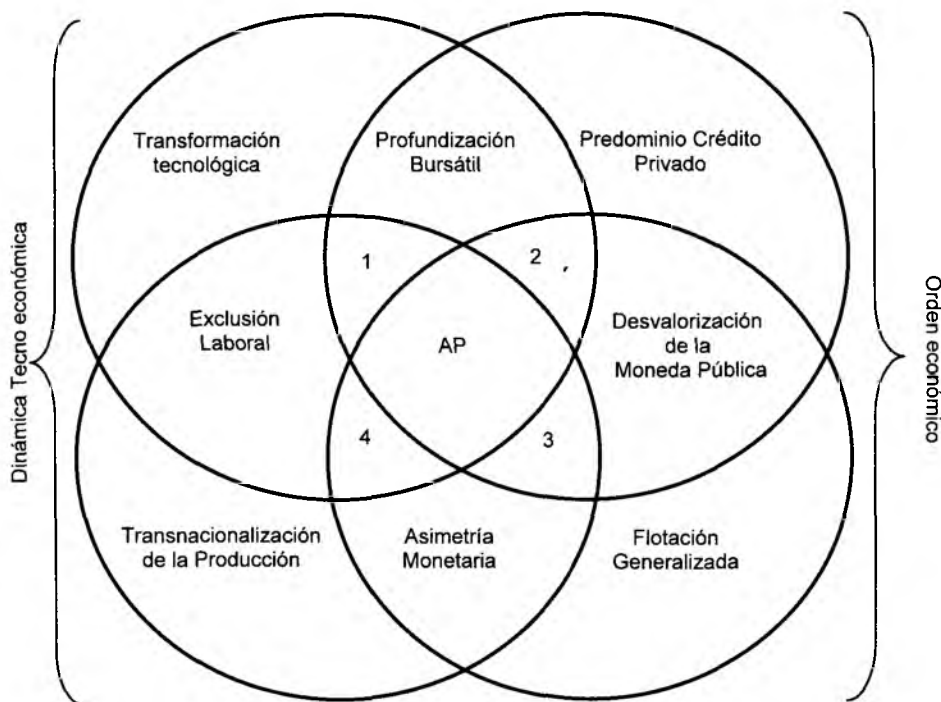 Transformación
tecnológica
Profundización
Bursátil
Predominio Crédito
Privado
Dinámica Tecno económica
1
2
Exclusión
Laboral
AP
Desvalorización
de la
Moneda Pública
Orden económico
4
3
Transnacionalización
de la Producción
Asimetría
Monetaria
Flotación
Generalizada